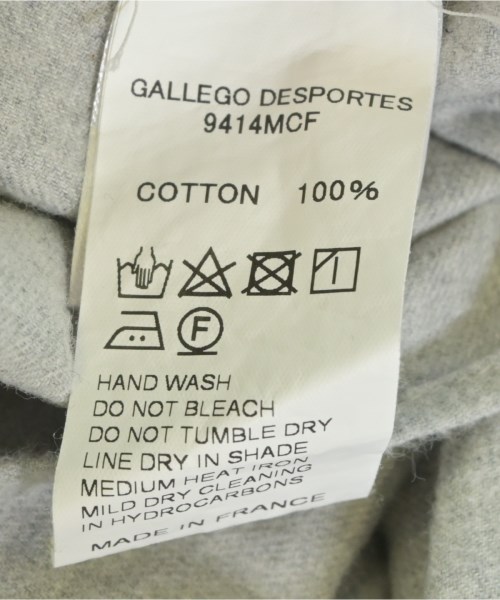 GALLEGO DESPORTES
9414MCF
COTTON 100%
F
HAND WASH
DO NOT BLEACH
DO NOT TUMBLE DRY
LINE DRY IN SHADE
MEDIUM HEAT IRON
MILD DRY CLEANING
IN HYDROCARBONS
MADE IN FRANCE